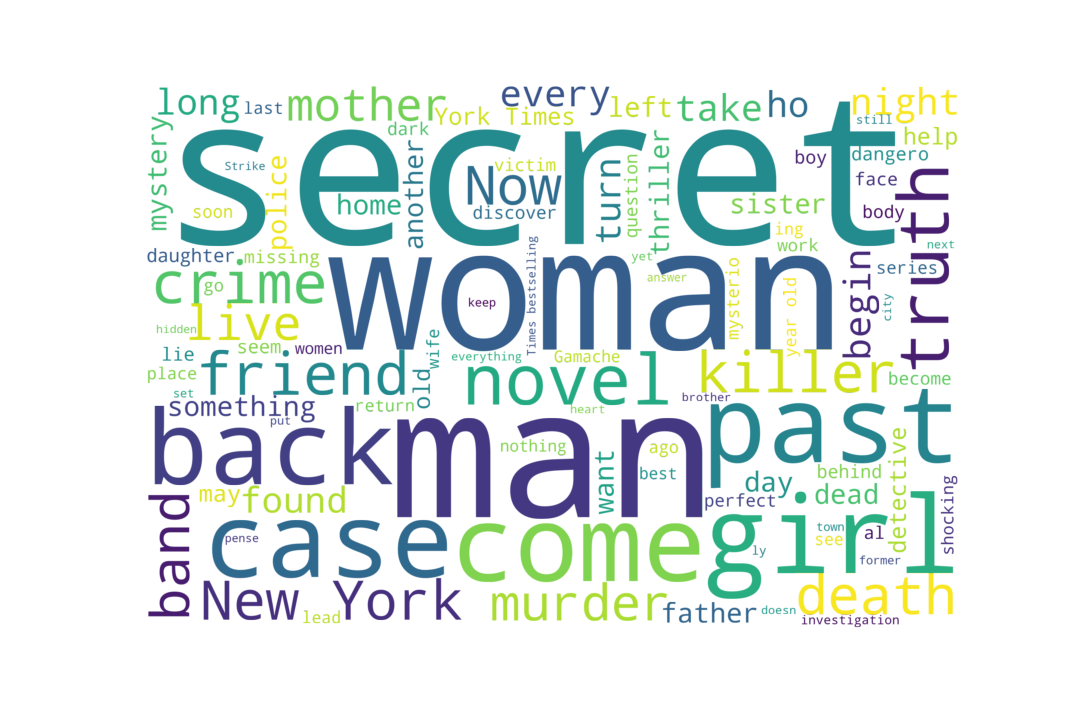 long
last
mother
every
York Times
left
take
ho
night
still
help
dark
mystery
Strike
secret
victim
boy
dangero
police
another
Now
turn
question
thriller
face
soon
home
discover
sister
body
truth
daughter
missing
ing
work
yet
next
crime
go
woman
keep
Times bestselling
answer
mysterio
year old
begin
series
city
hidden
live
lie
seem
women
wife
everything
Gamache
place
friend
old
novel
killer
become
set
something
return
heart
brother
put
back
man
past
nothing
ago
want
best
day
behind
detective
may
found
perfect
dead
shocking
band
case
pense
come
girl
ly
town
see
al
former
New York
lead
murder
father
doesn
death
investigation